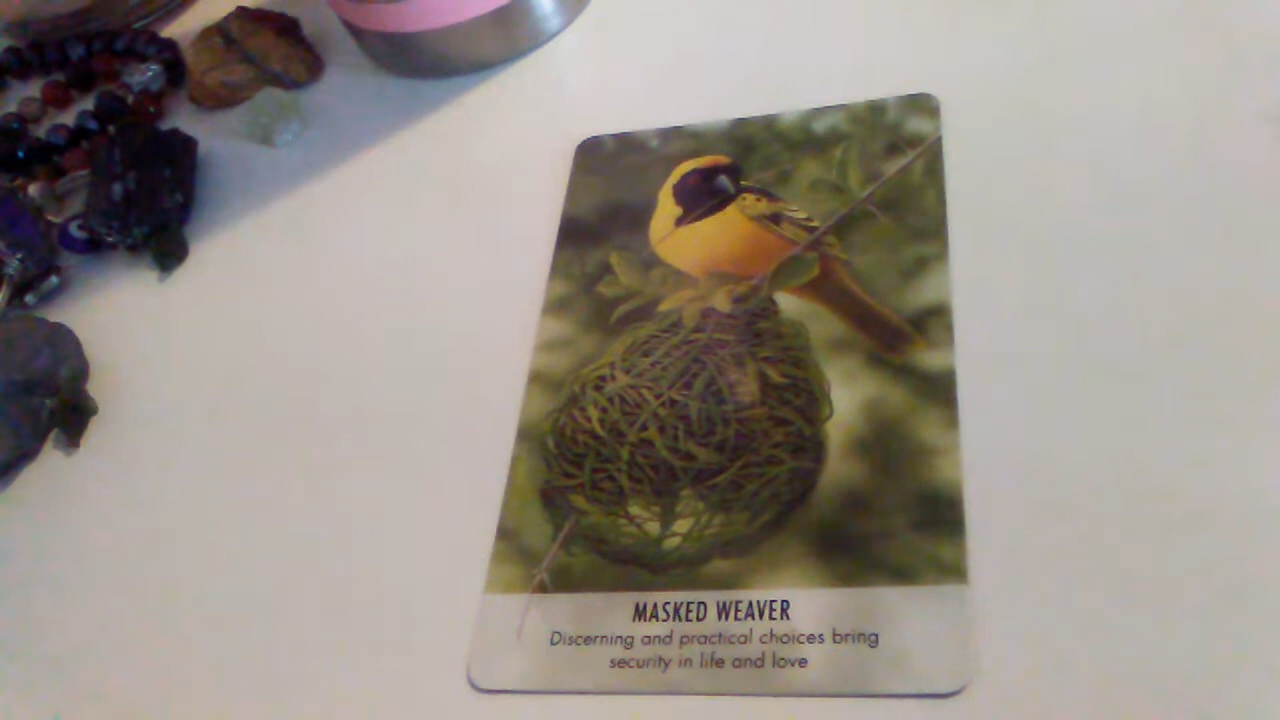 MASKED WEAVER
Discerning and practical choices bring
security in life and love